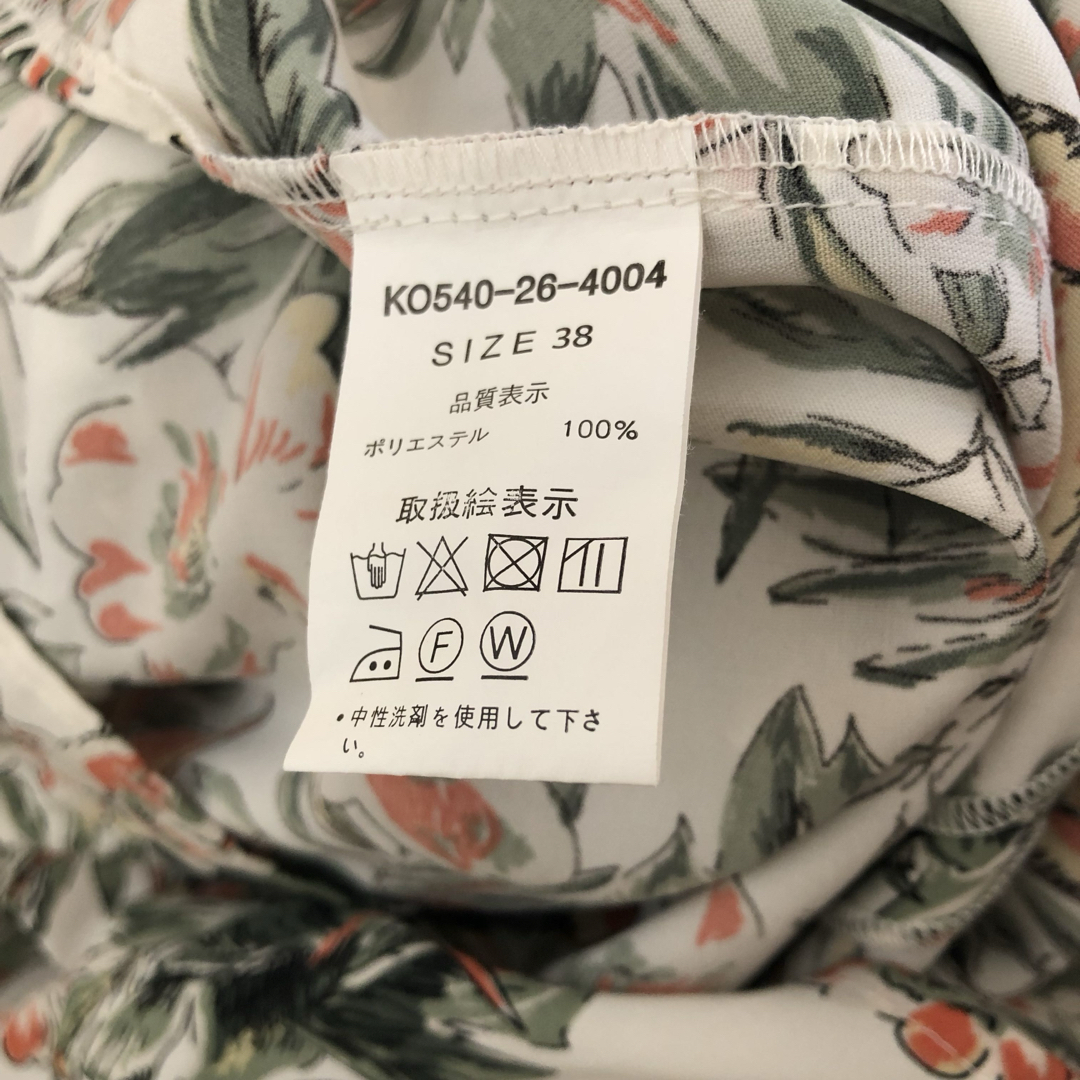 KO540-26-4004
SIZE 38
品質表示
ポリエステル 100%
取扱絵表示
F W
•中性洗剤を使用して下さ
い。